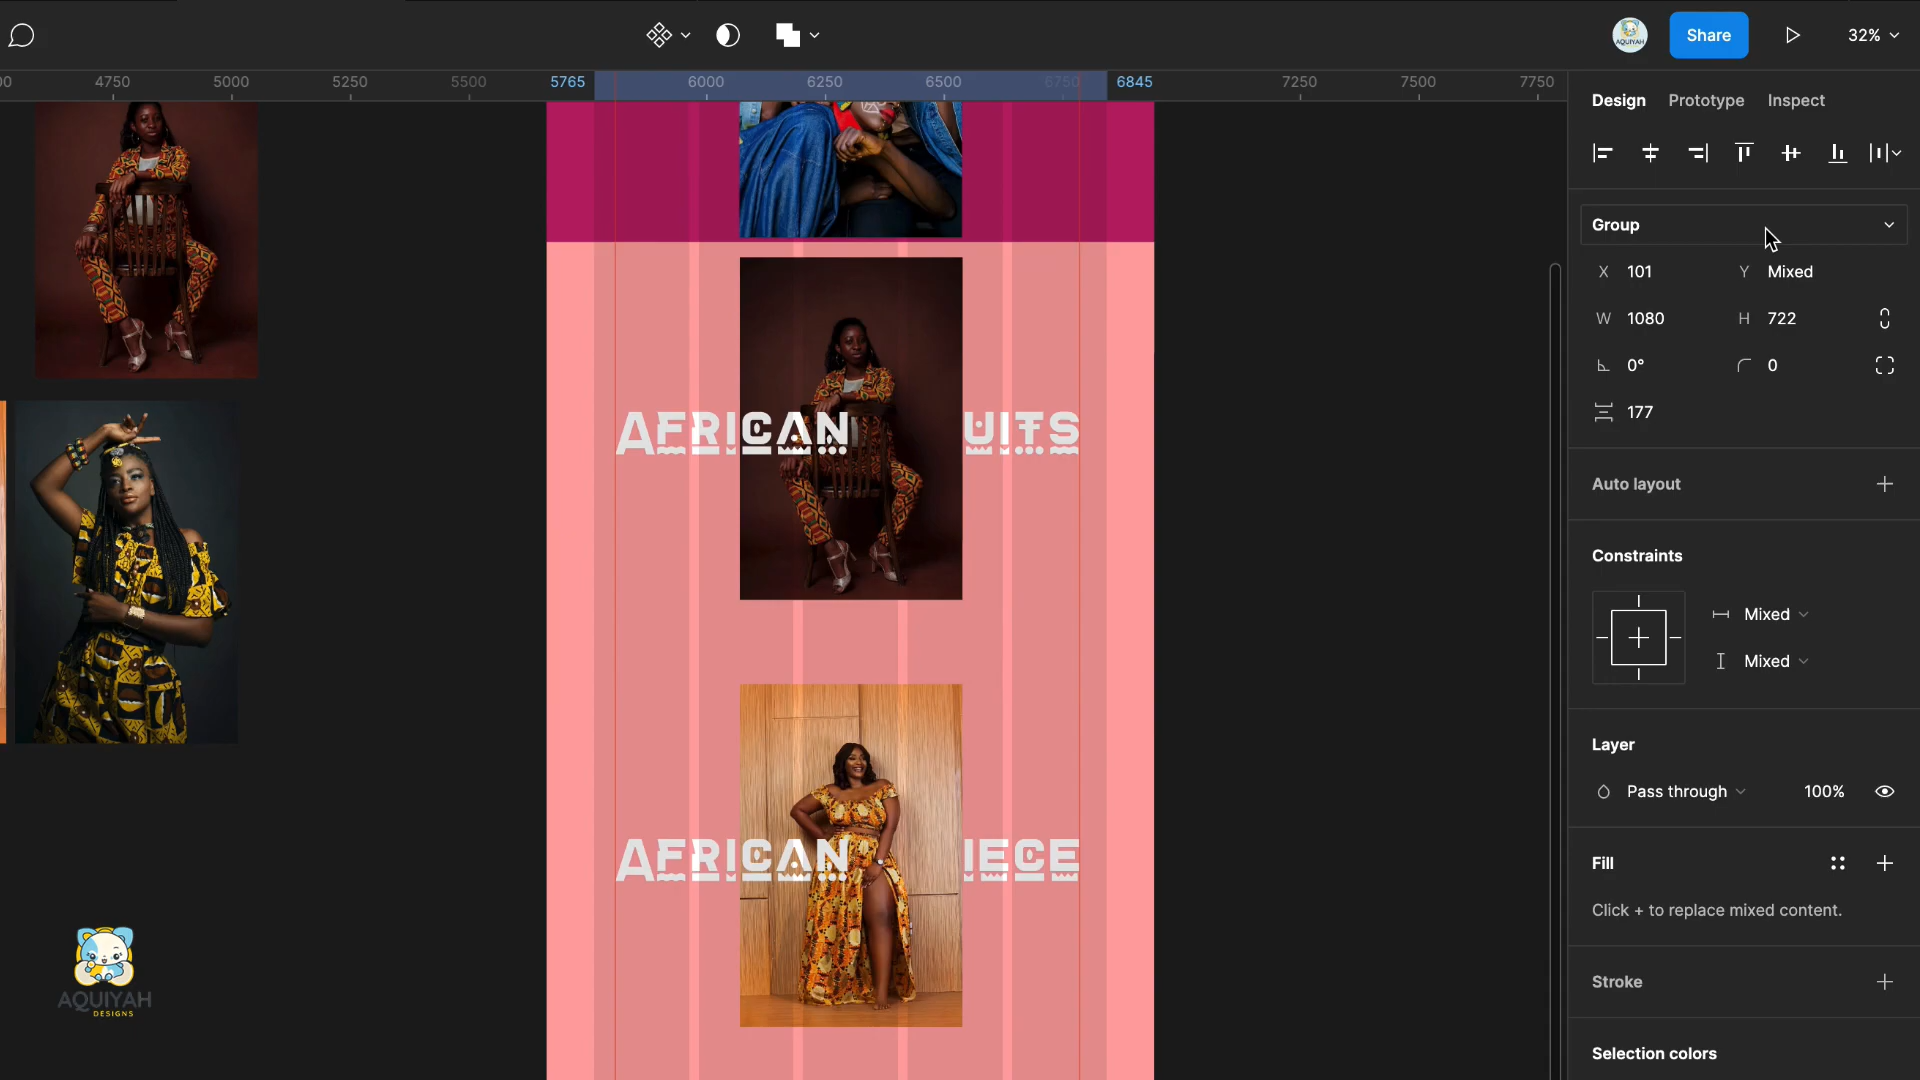 Share
32%
4750 5000 5250 5500 5765 6000 6250 6500 6750 6845 7250 7500 7750
Design Prototype Inspect
Group
X 101 Y Mixed
W 1080 H 722
0° 0
177
Auto layout
Constraints
Mixed
Mixed
Layer
Pass through 100%
Fill
Click + to replace mixed content.
Stroke
Selection colors
AFRICAN UITS
AFRICAN IECE
AQUIYAH
DESIGNS
AQUIYAH